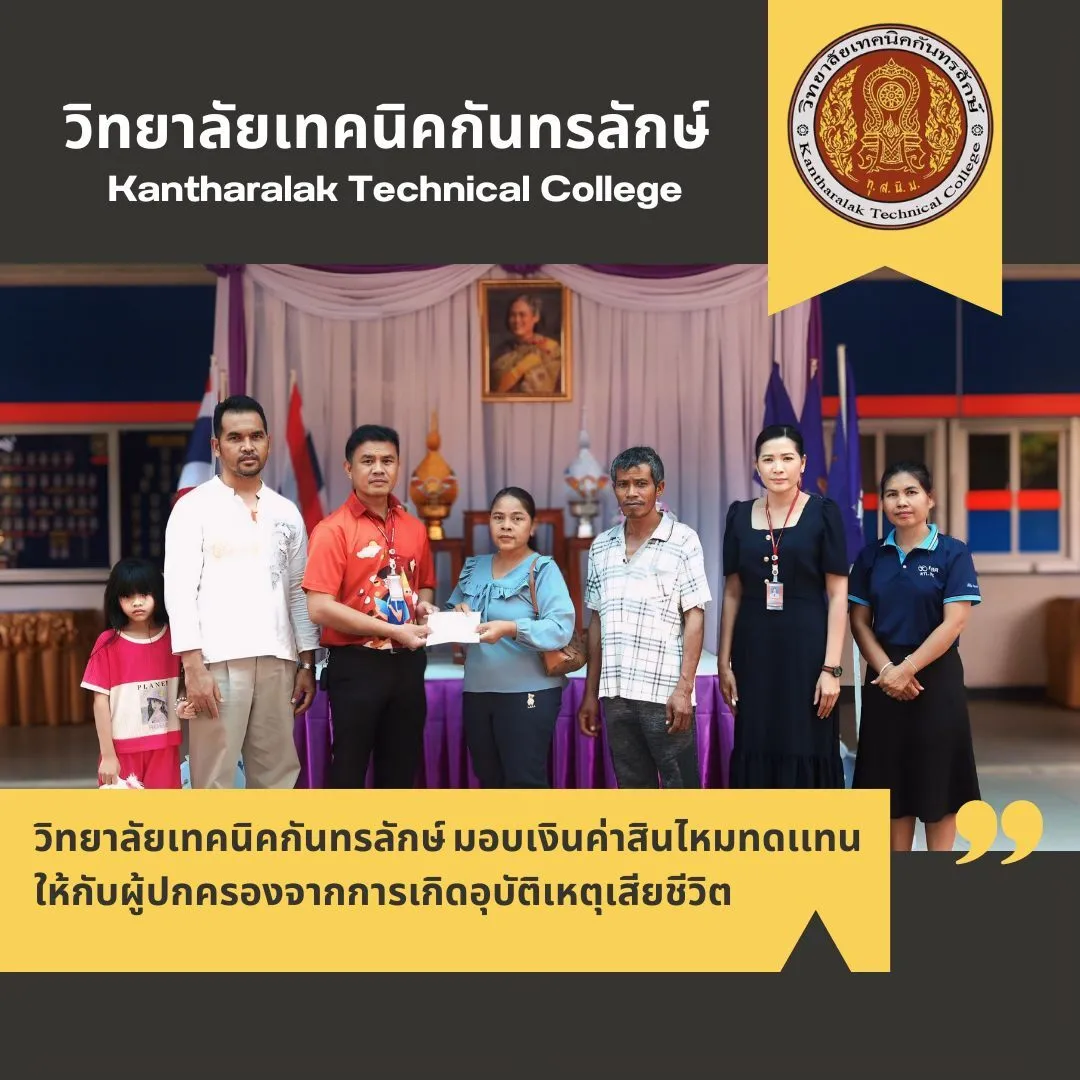 วิทยาลัยเทคนิคกันทรลักษ์
Kantharalak Technical College
วิทยาลัยเทคนิคกันทรลักษ์
กุ. ส. นิ. ม.
Kantharalak Technical College
PLANET
วิทยาลัยเทคนิคกันทรลักษ์ มอบเงินค่าสินไหมทดแทน
ให้กับผู้ปกครองจากการเกิดอุบัติเหตุเสียชีวิต